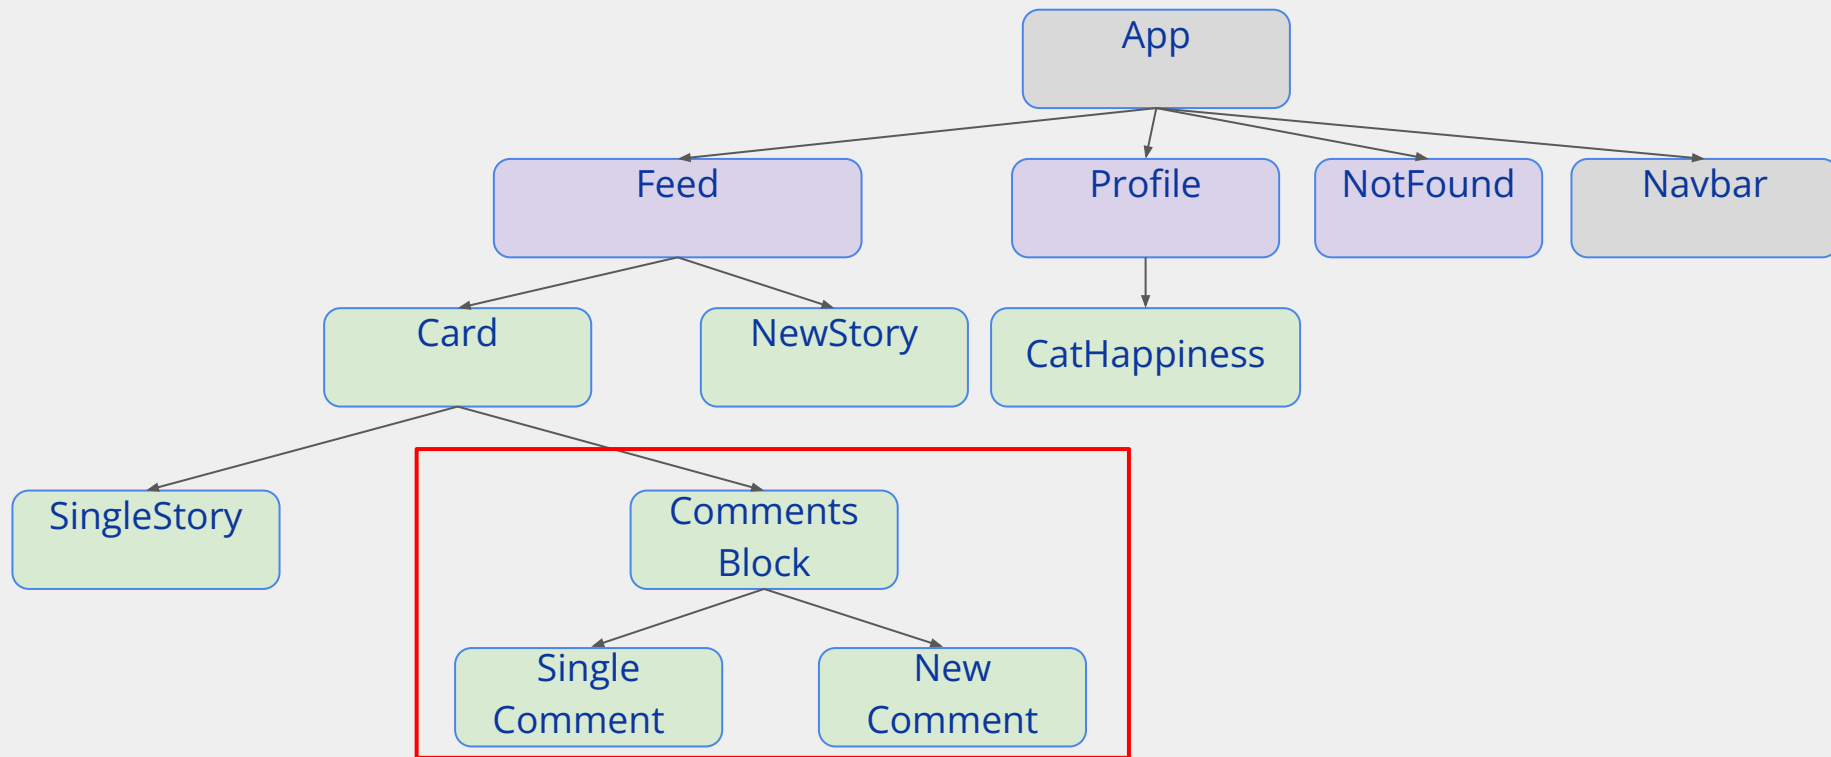 App
Feed
Profile
NotFound
Navbar
Card
NewStory
CatHappiness
SingleStory
Comments
Block
Single
Comment
New
Comment